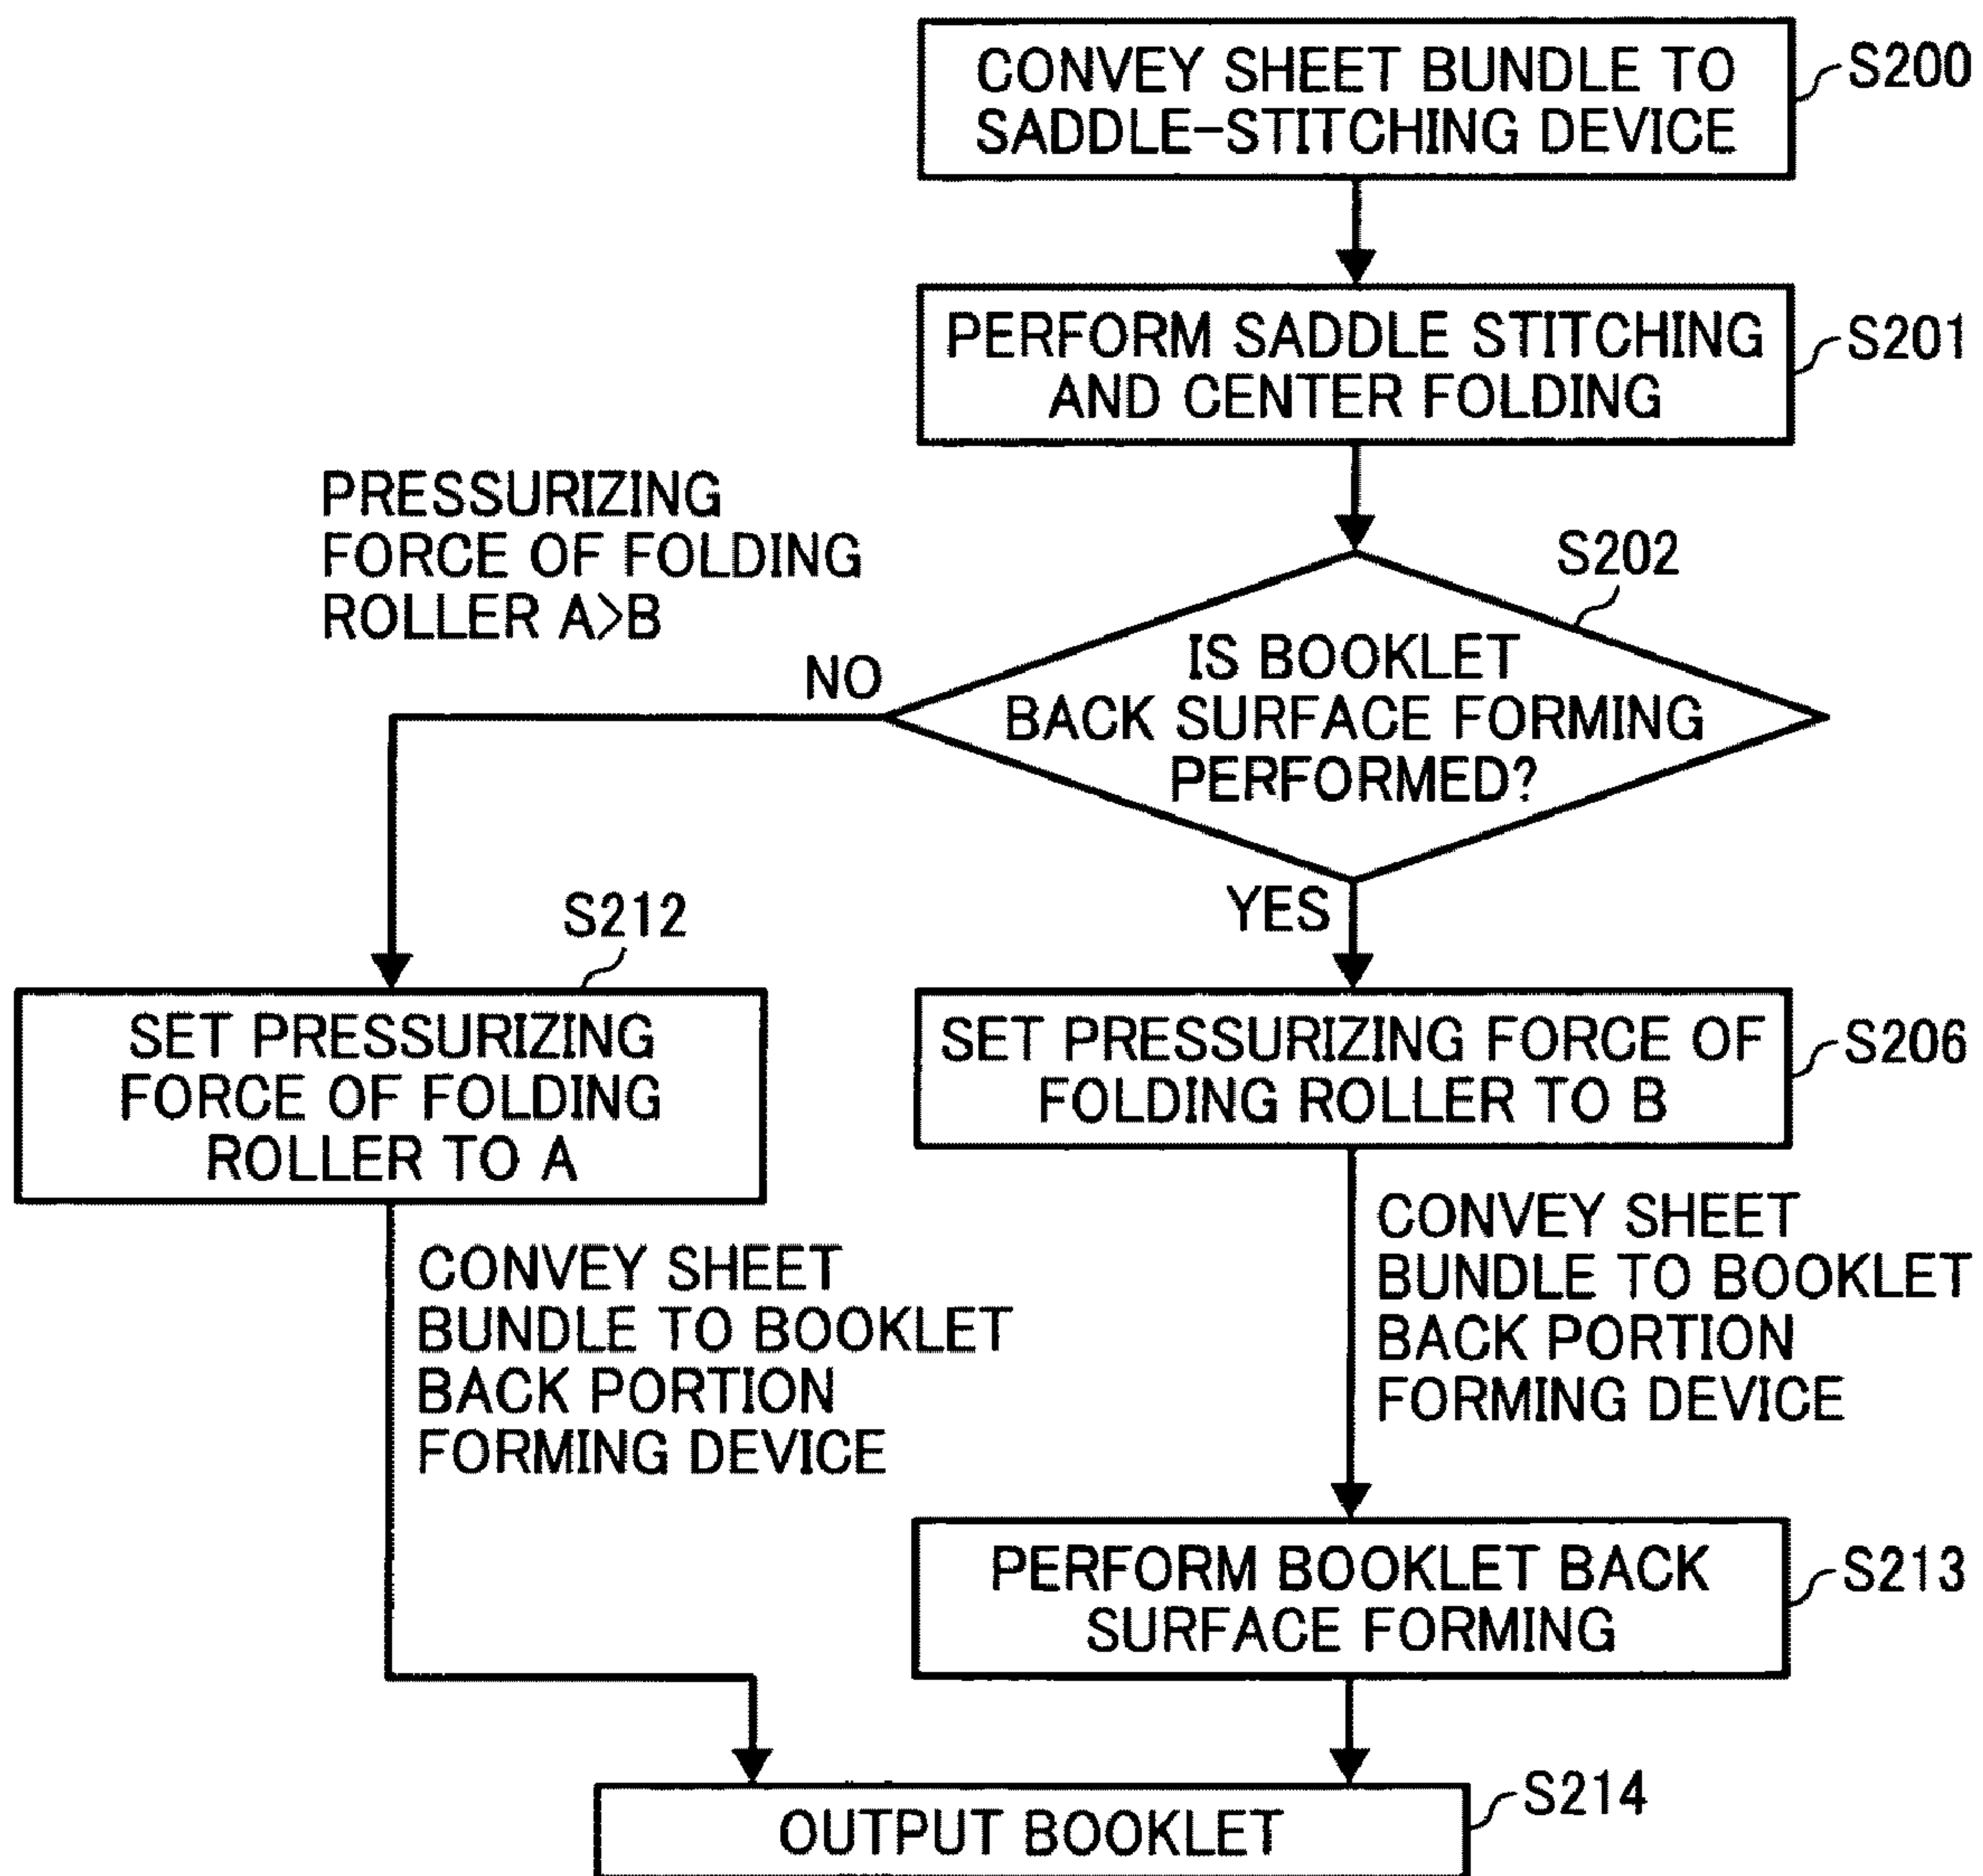 CONVEY SHEET BUNDLE TO
SADDLE-STITCHING DEVICE
S200
PERFORM SADDLE STITCHING
AND CENTER FOLDING
S201
PRESSURIZING
FORCE OF FOLDING
ROLLER A>B
S202
IS BOOKLET
BACK SURFACE FORMING
PERFORMED?
NO
YES
S212
SET PRESSURIZING
FORCE OF FOLDING
ROLLER TO A
SET PRESSURIZING FORCE OF
FOLDING ROLLER TO B
S206
CONVEY SHEET
BUNDLE TO BOOKLET
BACK PORTION
FORMING DEVICE
CONVEY SHEET
BUNDLE TO BOOKLET
BACK PORTION
FORMING DEVICE
PERFORM BOOKLET BACK
SURFACE FORMING
S213
OUTPUT BOOKLET
S214